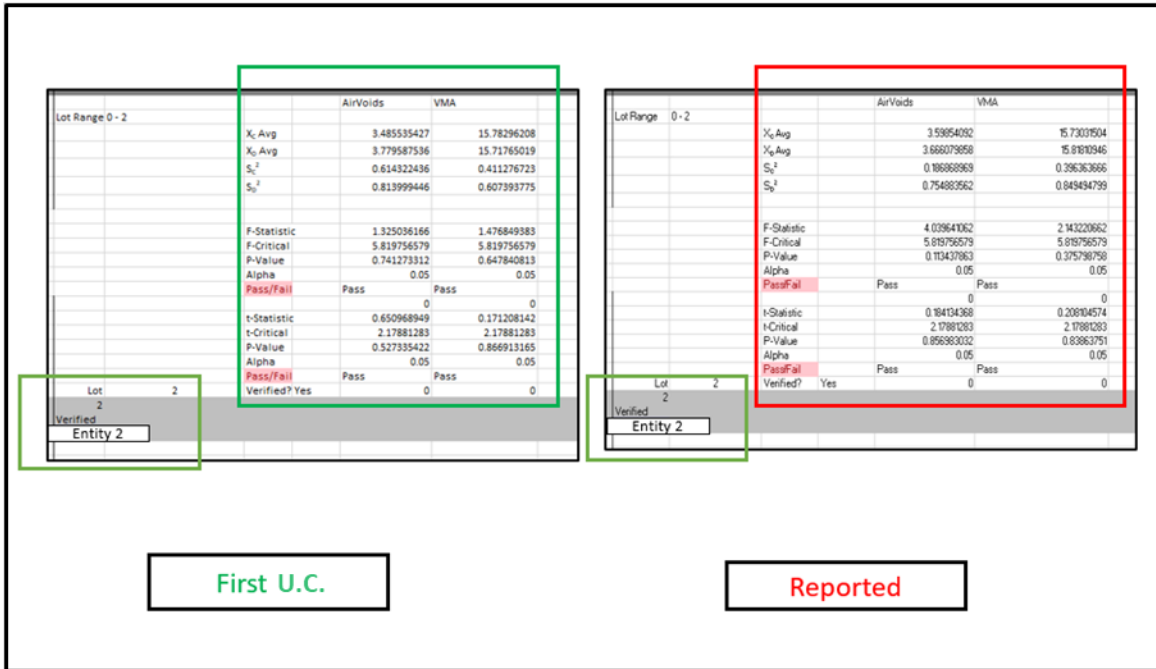 AirVoids VMA
Lot Range 0 - 2
Xc Avg 3.485535427 15.78296208
X₀ Avg 3.779587536 15.71765019
Sc² 0.614322436 0.411276723
S₀² 0.813999446 0.607393775
F-Statistic 1.325036166 1.476849383
F-Critical 5.819756579 5.819756579
P-Value 0.741273312 0.647840813
Alpha 0.05 0.05
Pass/Fail Pass Pass
0 0
t-Statistic 0.650968949 0.171208142
t-Critical 2.17881283 2.17881283
P-Value 0.527335422 0.866913165
Alpha 0.05 0.05
Pass/Fail Pass Pass
Lot 2 Verified? Yes 0 0
2
Verified
Entity 2
First U.C.
AirVoids VMA
Lot Range 0 - 2
Avg 3.59854092 15.73031504
Avg 3.666079858 15.81810946
0.186868969 0.396363666
0.754883562 0.849494799
F-Statistic 4.039641062 2.143220662
F-Critical 5.819756579 5.819756579
P-Value 0.113437863 0.375798758
Alpha 0.05 0.05
Pass/Fail Pass Pass
0 0
t-Statistic 0.184134368 0.208104574
t-Critical 2.17881283 2.17881283
P-Value 0.856983032 0.83863751
Alpha 0.05 0.05
Pass/Fail Pass Pass
Lot 2 Verified? Yes 0 0
2
Verified
Entity 2
Reported